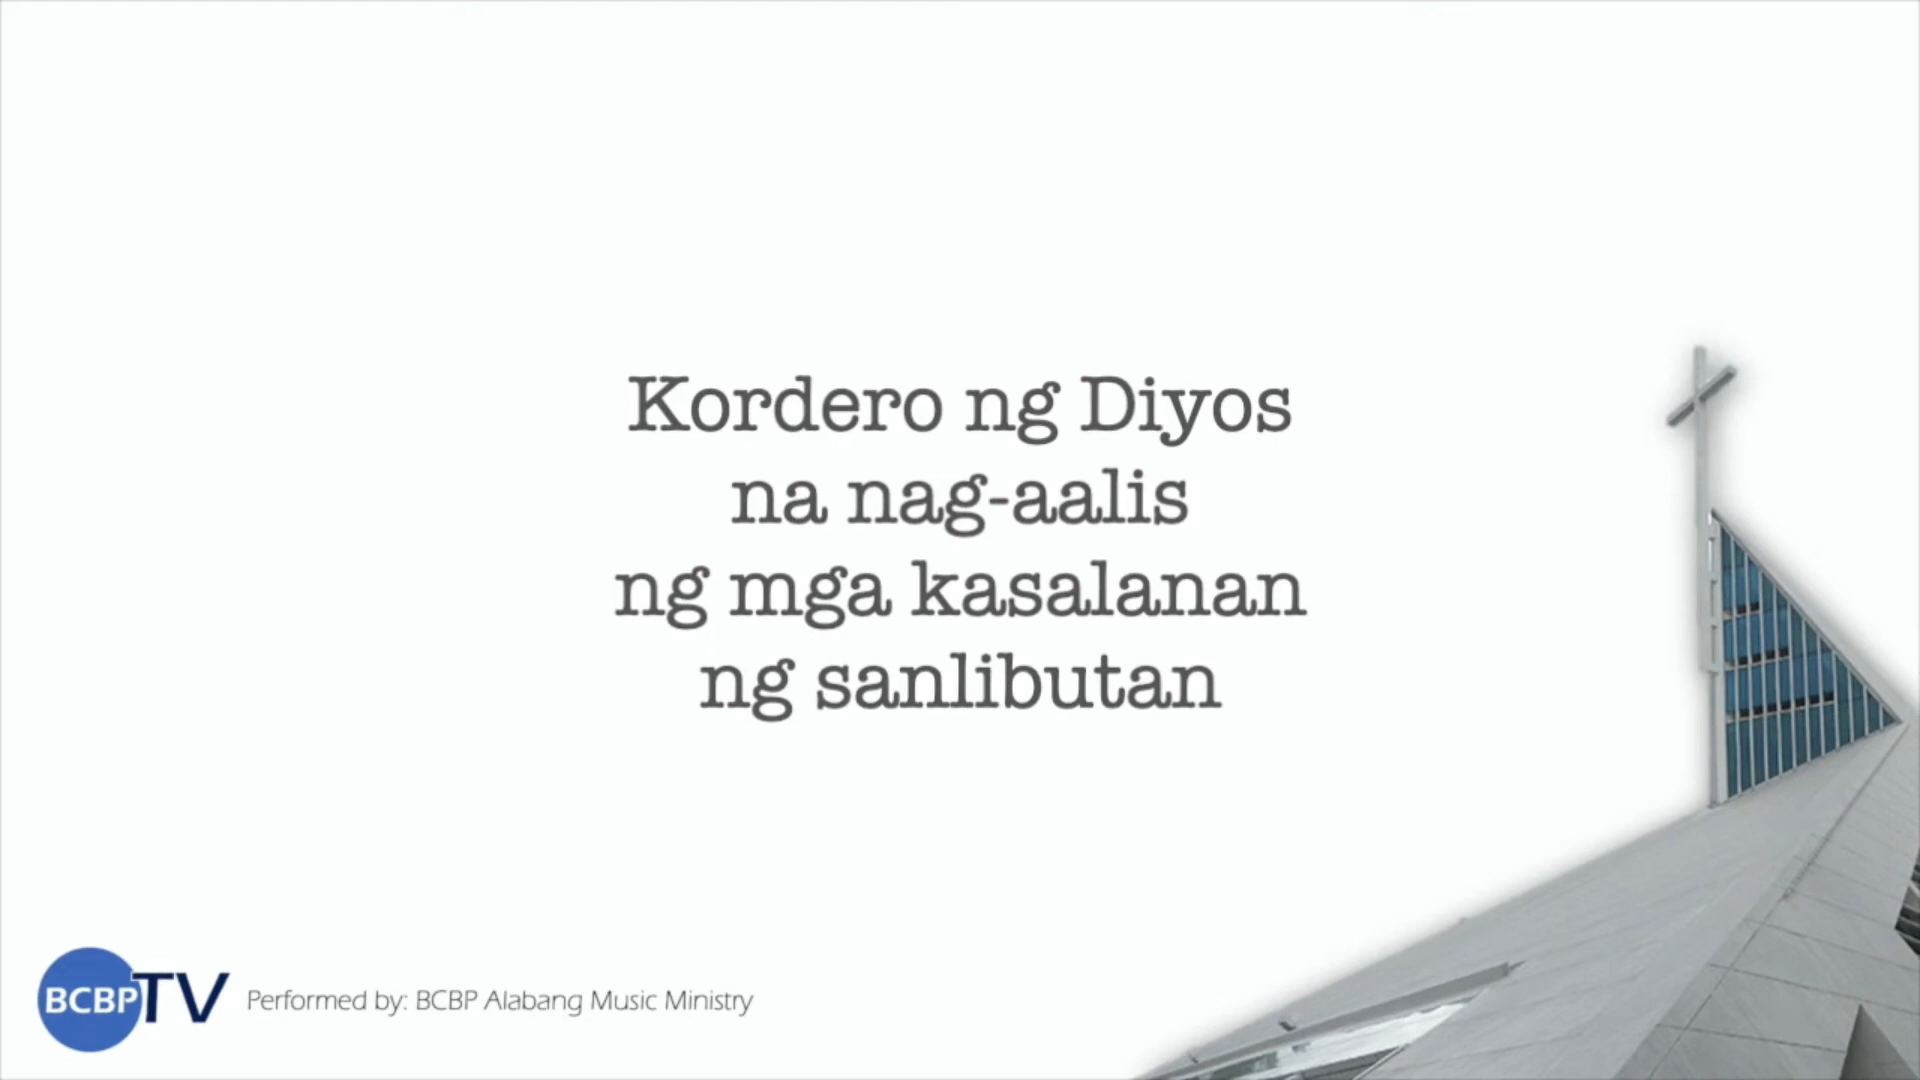 Kordero ng Diyos
na nag-aalis
ng mga kasalanan
ng sanlibutan
BCBPTV Performed by: BCBP Alabang Music Ministry